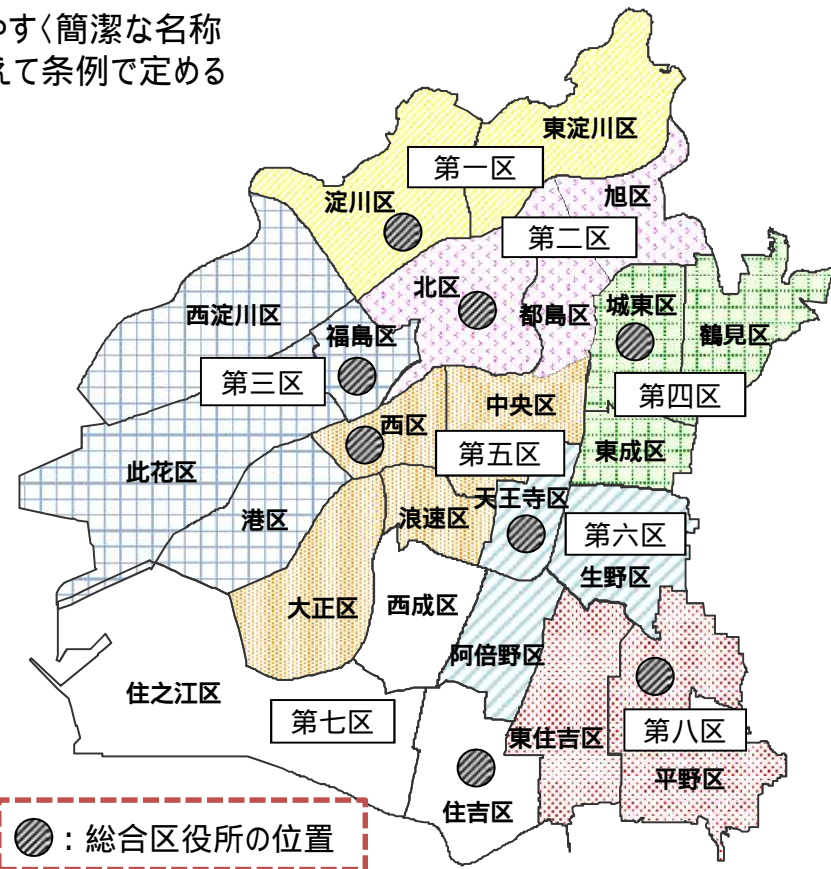 やすく簡潔な名称
えて条例で定める
東淀川区
第一区
淀川区
旭区
第二区
北区
西淀川区
都島区
城東区
福島区
鶴見区
第三区
第四区
中央区
西区
第五区
東成区
此花区
天王寺区
港区
浪速区
第六区
生野区
大正区
西成区
阿倍野区
住之江区
第七区
東住吉区
第八区
平野区
住吉区
：総合区役所の位置